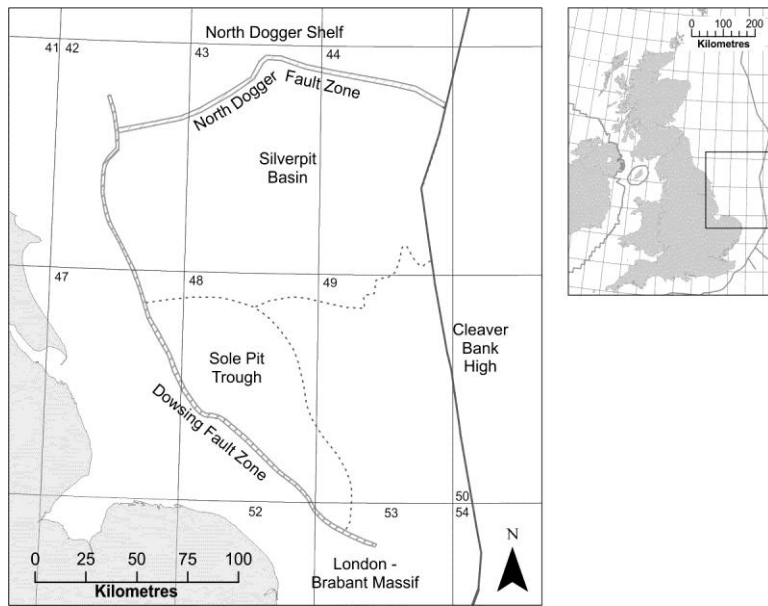 North Dogger Shelf
41 42
43
44
North Dogger
Fault Zone
Silverpit
Basin
47
48
49
Sole Pit
Trough
Cleaver
Bank
High
Dowsing Fault Zone
52
53
50
54
London -
Brabant Massif
N
0 25 50 75 100
Kilometres
0 100 200
Kilometres